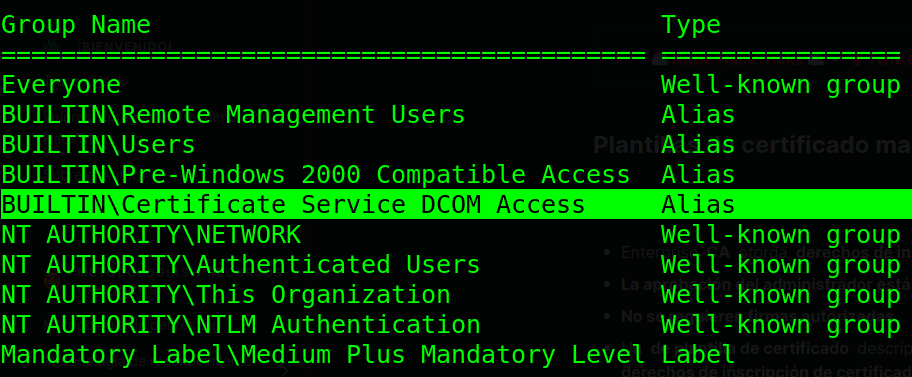 Group Name Type
=========================================== ================
Everyone Well-known group
BUILTIN\Remote Management Users Alias
BUILTIN\Users Alias
BUILTIN\Pre-Windows 2000 Compatible Access Alias
BUILTIN\Certificate Service DCOM Access Alias
NT AUTHORITY\NETWORK Well-known group
NT AUTHORITY\Authenticated Users Well-known group
NT AUTHORITY\This Organization Well-known group
NT AUTHORITY\NTLM Authentication Well-known group
Mandatory Label\Medium Plus Mandatory Level Label